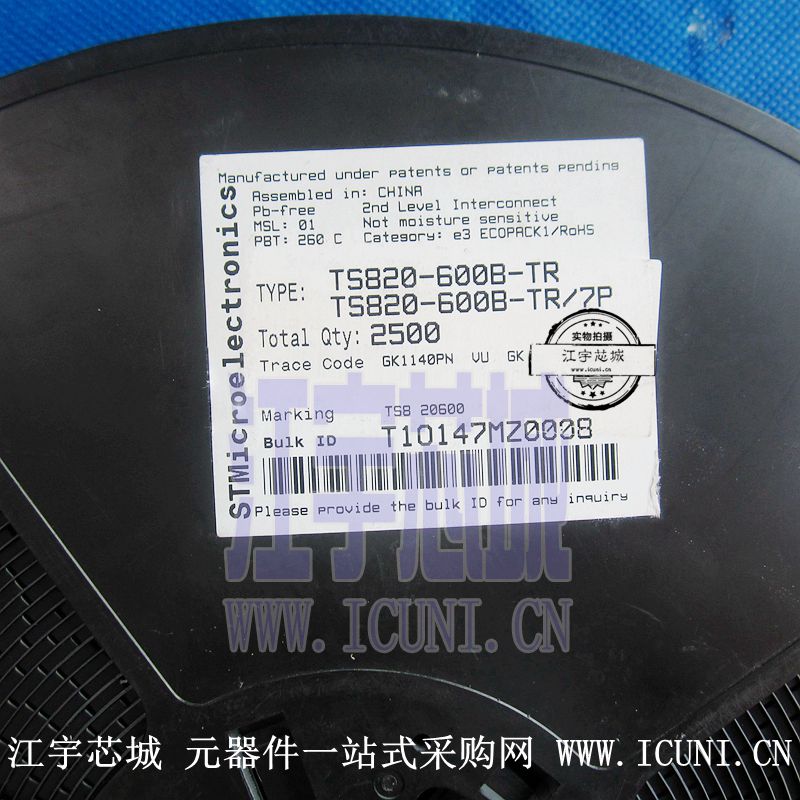 Manufactured under patents or patents pending
Assembled in: CHINA
Pb-free 2nd Level Interconnect
MSL: 01 Not moisture sensitive
PBT: 260 C Category: e3 ECOPACK1/RoHS
STMicroelectronics
TYPE: TS820-600B-TR
TS820-600B-TR/7P
Total Qty: 2500
Trace Code GK1140PN VU GK
实物拍摄
江宇芯城
www.icuni.cn
Marking TS8 20600
Bulk ID T10147MZ0008
Please provide the bulk ID for any inquiry
江宇芯城
WWW.ICUNI.CN
江宇芯城 元器件一站式采购网 WWW.ICUNI.CN